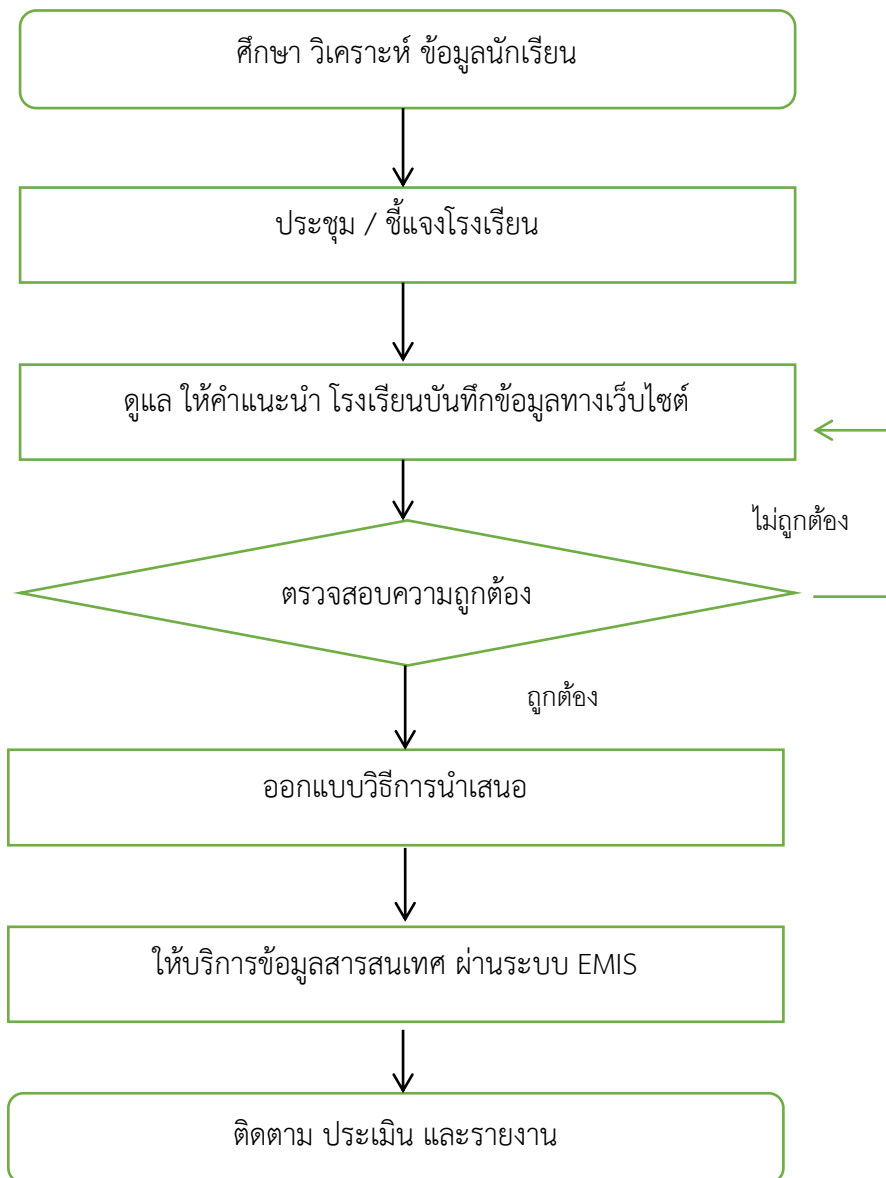 ศึกษา วิเคราะห์ ข้อมูลนักเรียน
ประชุม / ชี้แจงโรงเรียน
ดูแล ให้คำแนะนำ โรงเรียนบันทึกข้อมูลทางเว็บไซต์
ไม่ถูกต้อง
ตรวจสอบความถูกต้อง
ถูกต้อง
ออกแบบวิธีการนำเสนอ
ให้บริการข้อมูลสารสนเทศ ผ่านระบบ EMIS
ติดตาม ประเมิน และรายงาน